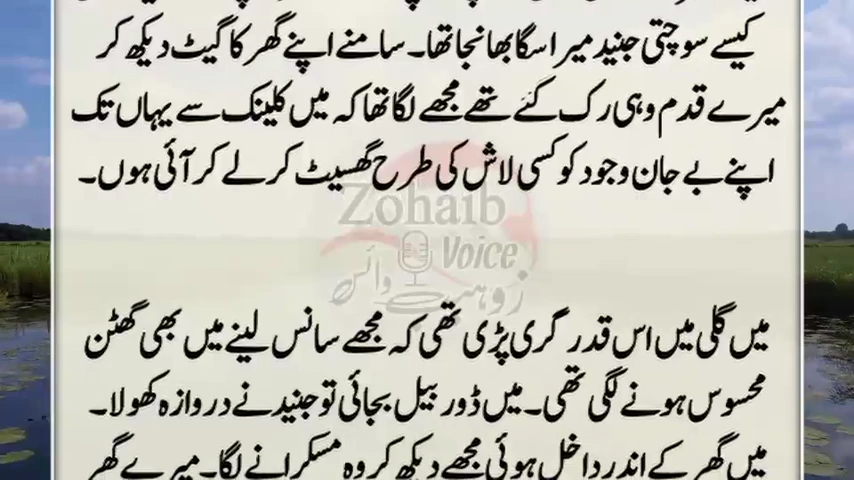 کیسے سوچتی جنید میرا سگا بھانجا تھا۔ سامنے اپنے گھر کا گیٹ دیکھ کر
میرے قدم وہی رک گئے تھے مجھے لگا تھا کہ میں کلینک سے یہاں تک
اپنے بے جان وجود کو کسی لاش کی طرح گھسیٹ کر لے کر آئی ہوں۔
Zohaib
Voice
زوہیب وائس
میں گلی میں اس قدر گری پڑی تھی کہ مجھے سانس لینے میں بھی گھٹن
محسوس ہونے لگی تھی۔ میں ڈور بیل بجائی تو جنید نے دروازہ کھولا۔
میں گھر کے اندر داخل ہوئی مجھے دیکھ کر وہ مسکرانے لگا۔ میرے گھر